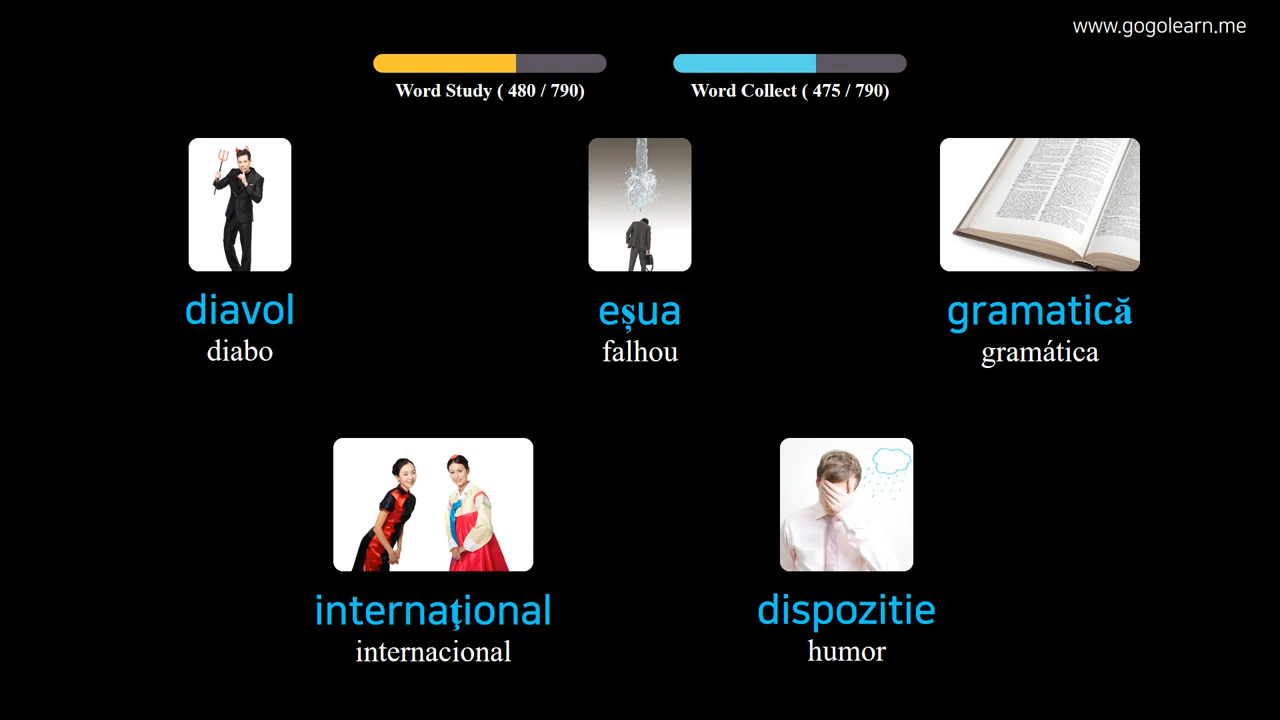 www.gogolearn.me
Word Study ( 480 / 790)
Word Collect ( 475 / 790)
diavol
diabo
eșua
falhou
gramatică
gramática
internaţional
internacional
dispozitie
humor